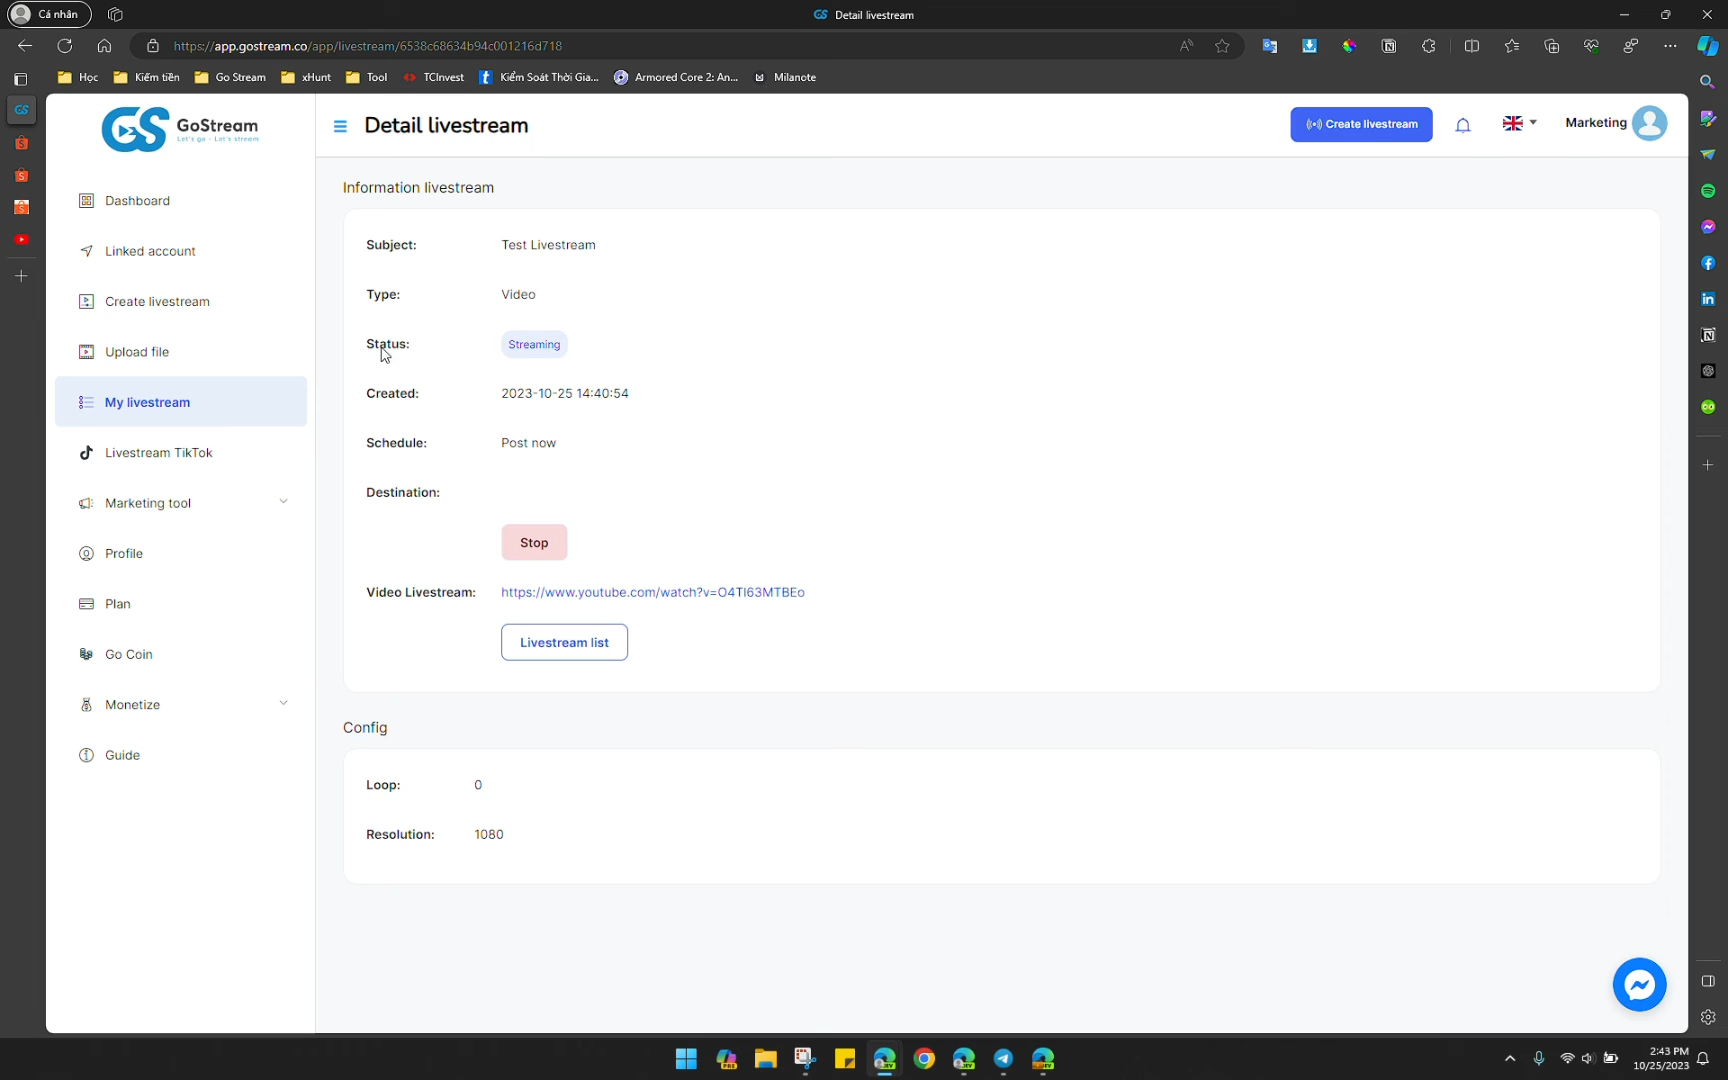 Cá nhân
Detail livestream
https://app.gostream.co/app/livestream/6538c68634b94c001216d718
Học
Kiếm tiền
Go Stream
xHunt
Tool
TCInvest
Kiểm Soát Thời Gia...
Armored Core 2: An...
Milanote
GoStream
Let's go - Let's stream
Detail livestream
Create livestream
Marketing
Dashboard
Linked account
Create livestream
Upload file
My livestream
Livestream TikTok
Marketing tool
Profile
Plan
Go Coin
Monetize
Guide
Information livestream
Subject: Test Livestream
Type: Video
Status: Streaming
Created: 2023-10-25 14:40:54
Schedule: Post now
Destination:
Stop
Video Livestream: https://www.youtube.com/watch?v=O4TI63MTBEo
Livestream list
Config
Loop: 0
Resolution: 1080
2:43 PM
10/25/2023